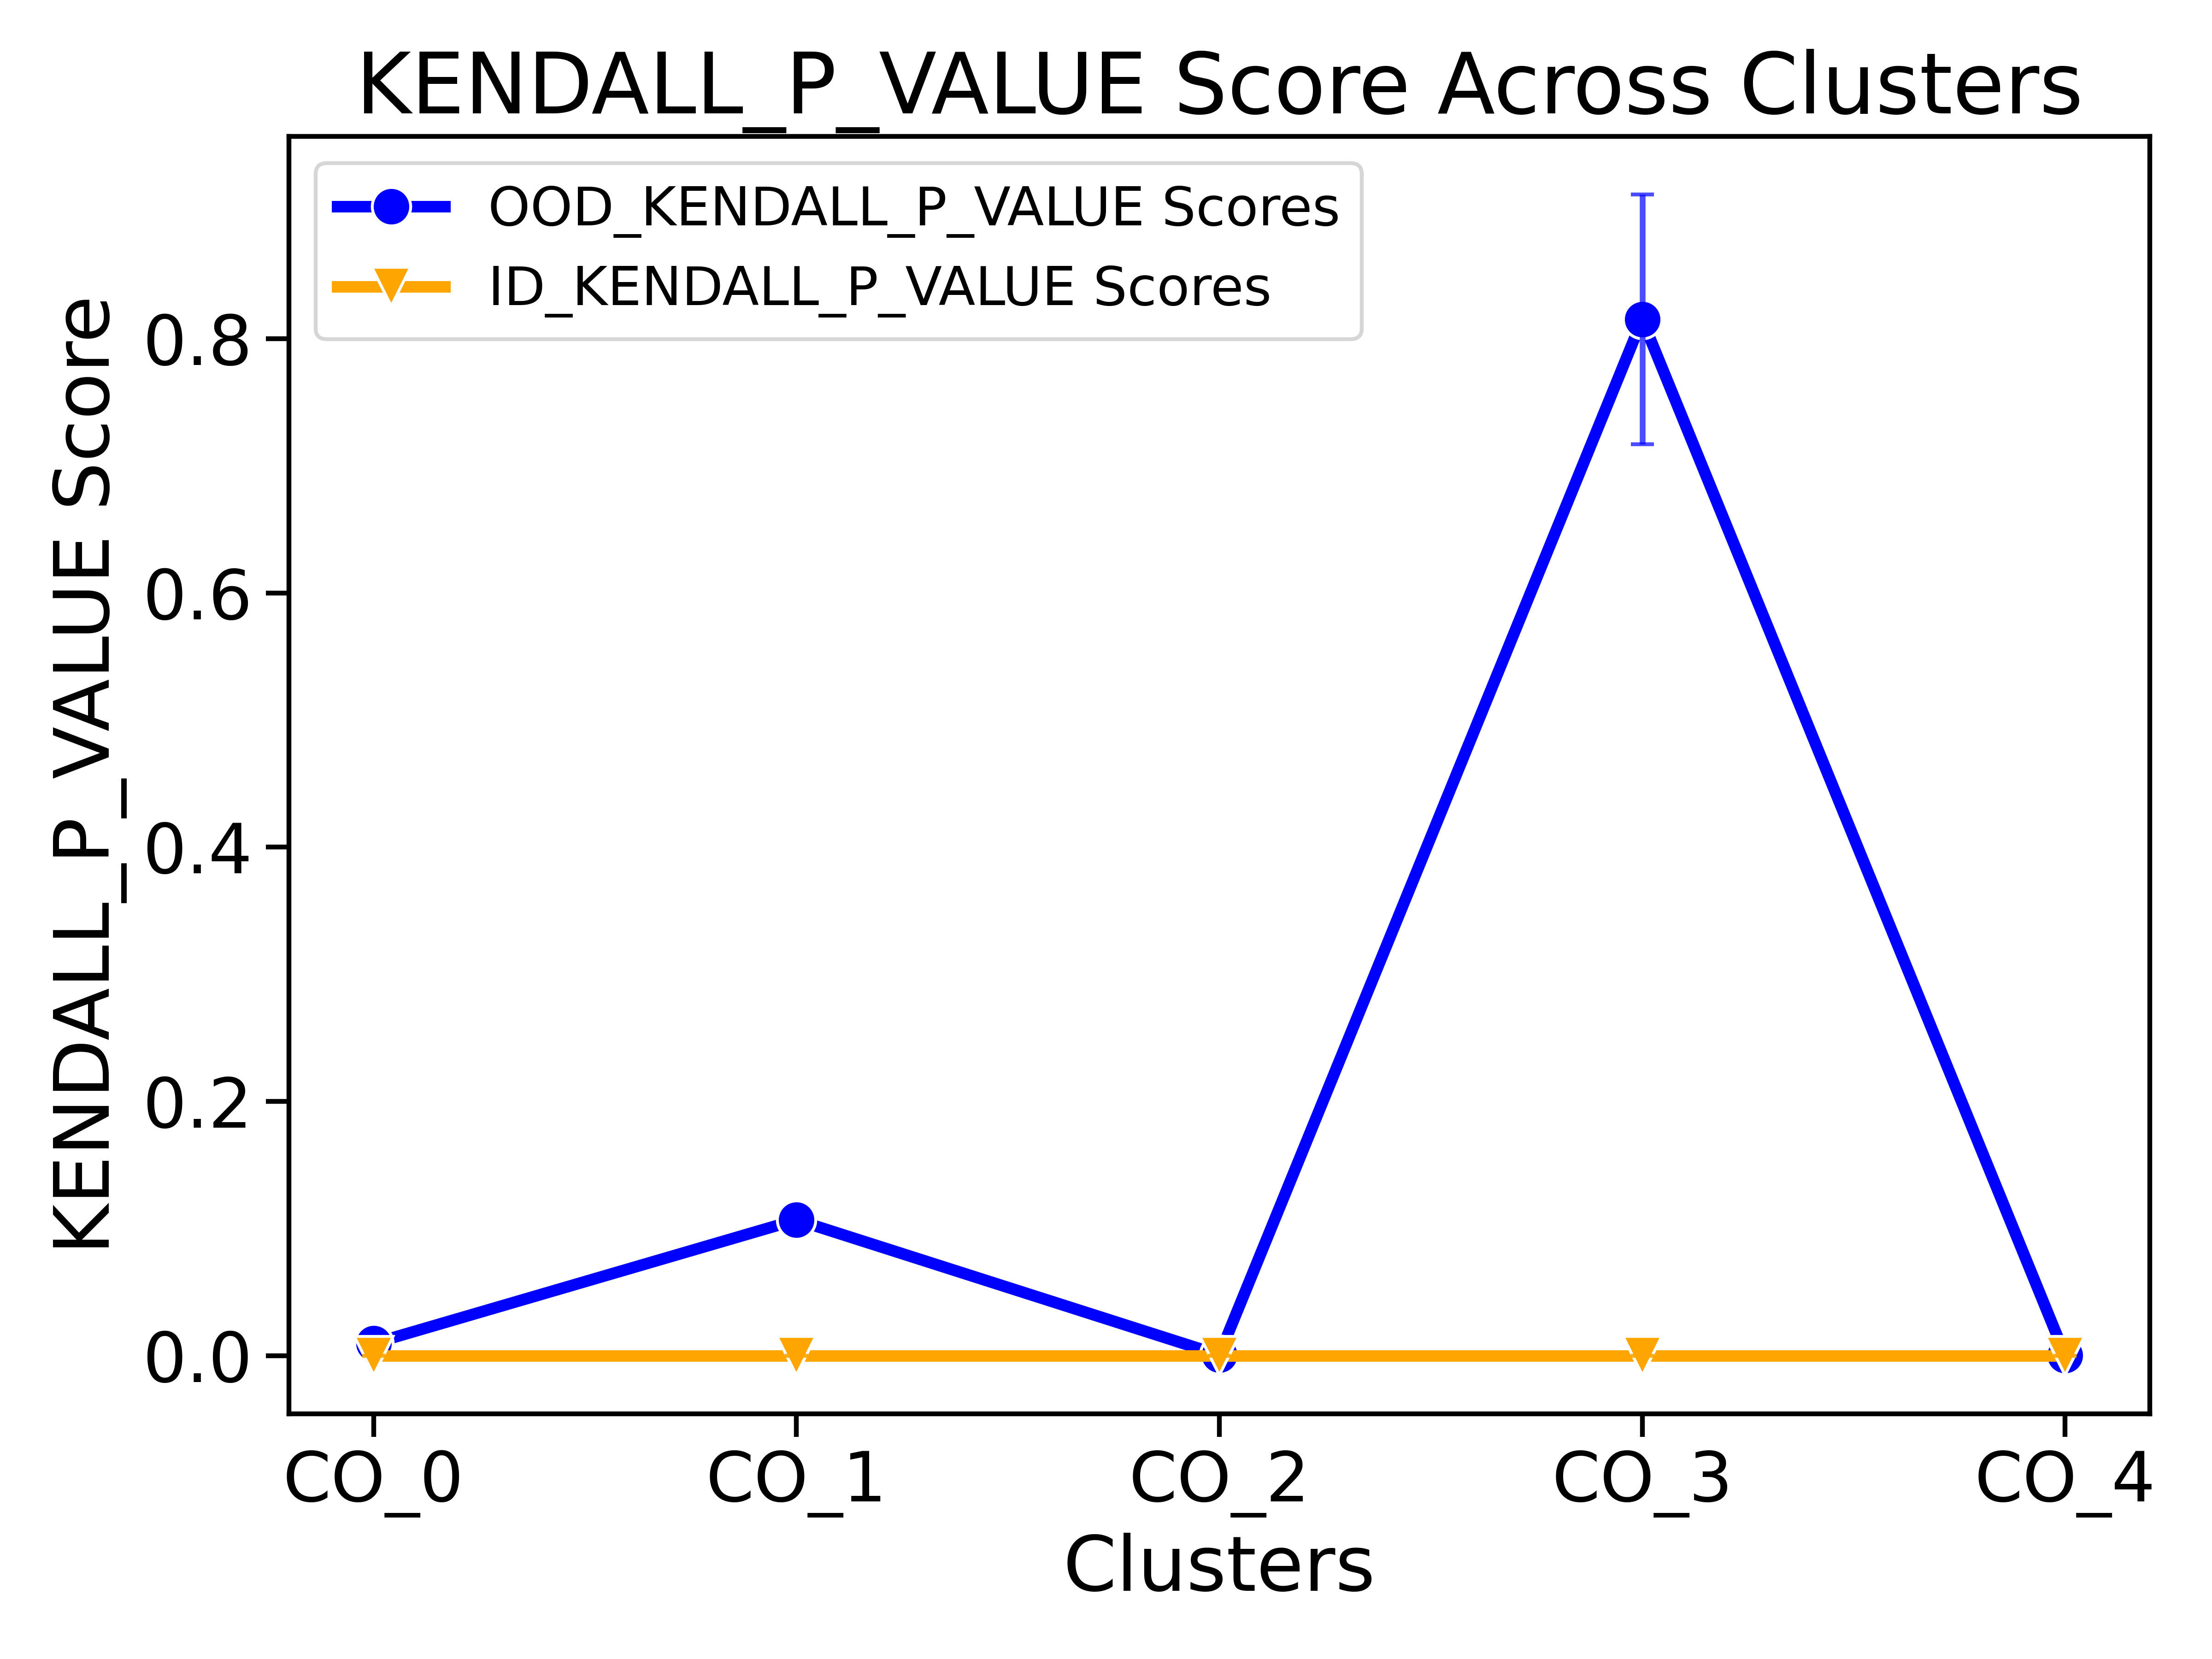 KENDALL_P_VALUE Score Across Clusters
OOD_KENDALL_P_VALUE Scores
ID_KENDALL_P_VALUE Scores
KENDALL_P_VALUE Score
0.8
0.6
0.4
0.2
0.0
CO_0 CO_1 CO_2 CO_3 CO_4
Clusters